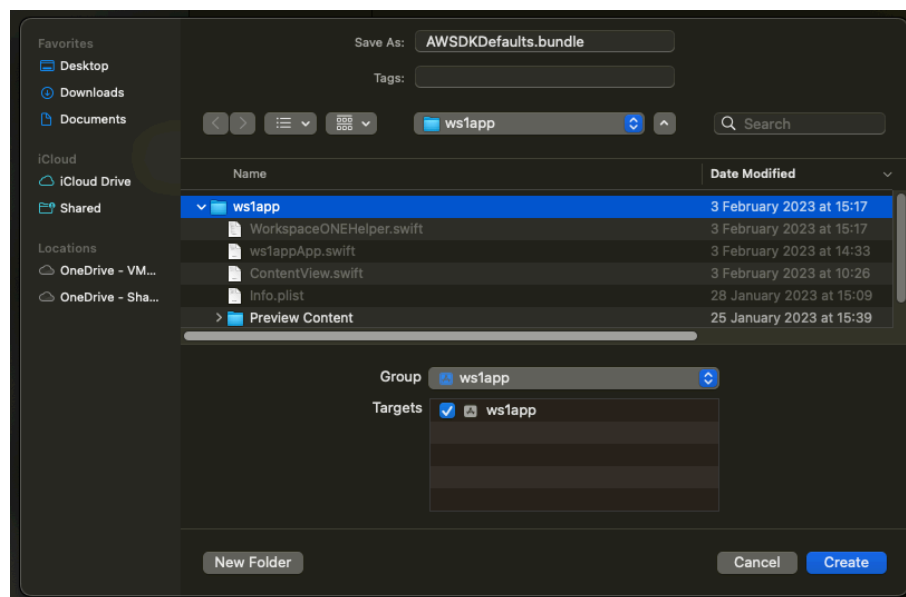 Favorites
Desktop
Downloads
Documents
iCloud
iCloud Drive
Shared
Locations
OneDrive - VM...
OneDrive - Sha...
Save As: AWSDKDefaults.bundle
Tags:
ws1app
Search
Name Date Modified
ws1app 3 February 2023 at 15:17
WorkspaceONEHelper.swift 3 February 2023 at 15:17
ws1appApp.swift 3 February 2023 at 14:33
ContentView.swift 3 February 2023 at 10:26
Info.plist 28 January 2023 at 15:09
Preview Content 25 January 2023 at 15:39
Group ws1app
Targets ws1app
New Folder Cancel Create